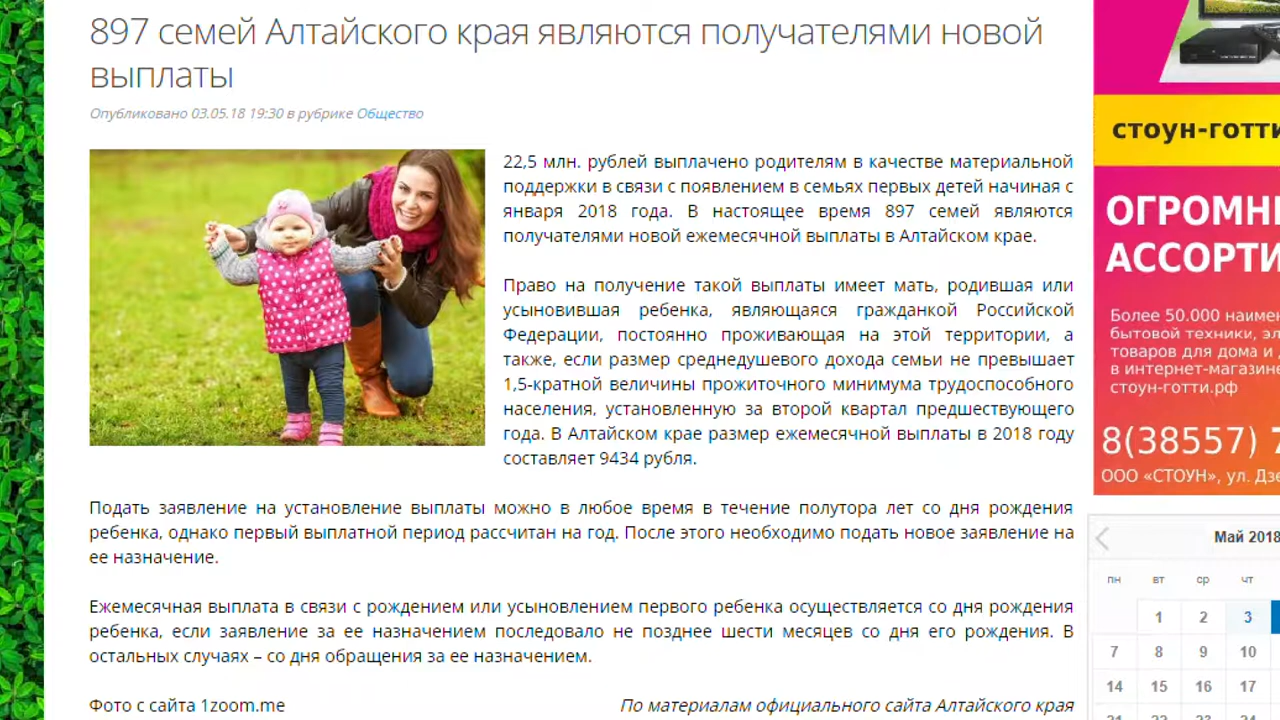 897 семей Алтайского края являются получателями новой
выплаты
Опубликовано 03.05.18 19:30 в рубрике Общество
22,5 млн. рублей выплачено родителям в качестве материальной
поддержки в связи с появлением в семьях первых детей начиная с
января 2018 года. В настоящее время 897 семей являются
получателями новой ежемесячной выплаты в Алтайском крае.
Право на получение такой выплаты имеет мать, родившая или
усыновившая ребенка, являющаяся гражданкой Российской
Федерации, постоянно проживающая на этой территории, а
также, если размер среднедушевого дохода семьи не превышает
1,5-кратной величины прожиточного минимума трудоспособного
населения, установленную за второй квартал предшествующего
года. В Алтайском крае размер ежемесячной выплаты в 2018 году
составляет 9434 рубля.
Подать заявление на установление выплаты можно в любое время в течение полутора лет со дня рождения
ребенка, однако первый выплатной период рассчитан на год. После этого необходимо подать новое заявление на
ее назначение.
Ежемесячная выплата в связи с рождением или усыновлением первого ребенка осуществляется со дня рождения
ребенка, если заявление за ее назначением последовало не позднее шести месяцев со дня его рождения. В
остальных случаях – со дня обращения за ее назначением.
Фото с сайта 1zoom.me
По материалам официального сайта Алтайского края
стоун-готти
ОГРОМН
АССОРТИ
Более 50.000 наимен
бытовой техники, эл
товаров для дома и
в интернет-магазине
стоун-готти.рф
8(38557) 7
ООО «СТОУН», ул. Дзе
Май 2018
пн вт ср чт
1 2 3
7 8 9 10
14 15 16 17